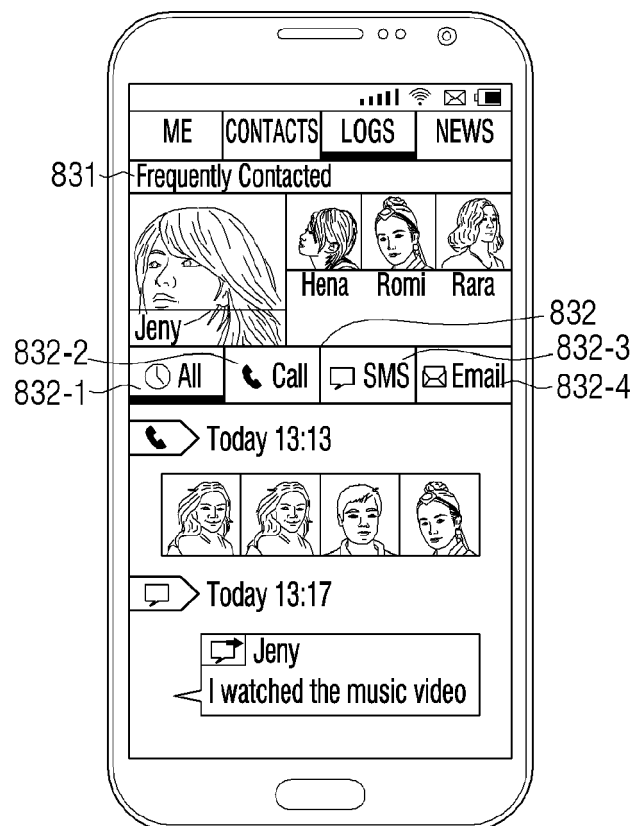 ME CONTACTS LOGS NEWS
831 Frequently Contacted
Hena Romi Rara
Jeny
832
832-2 832-3
All Call SMS Email
832-1 832-4
Today 13:13
Today 13:17
Jeny
I watched the music video